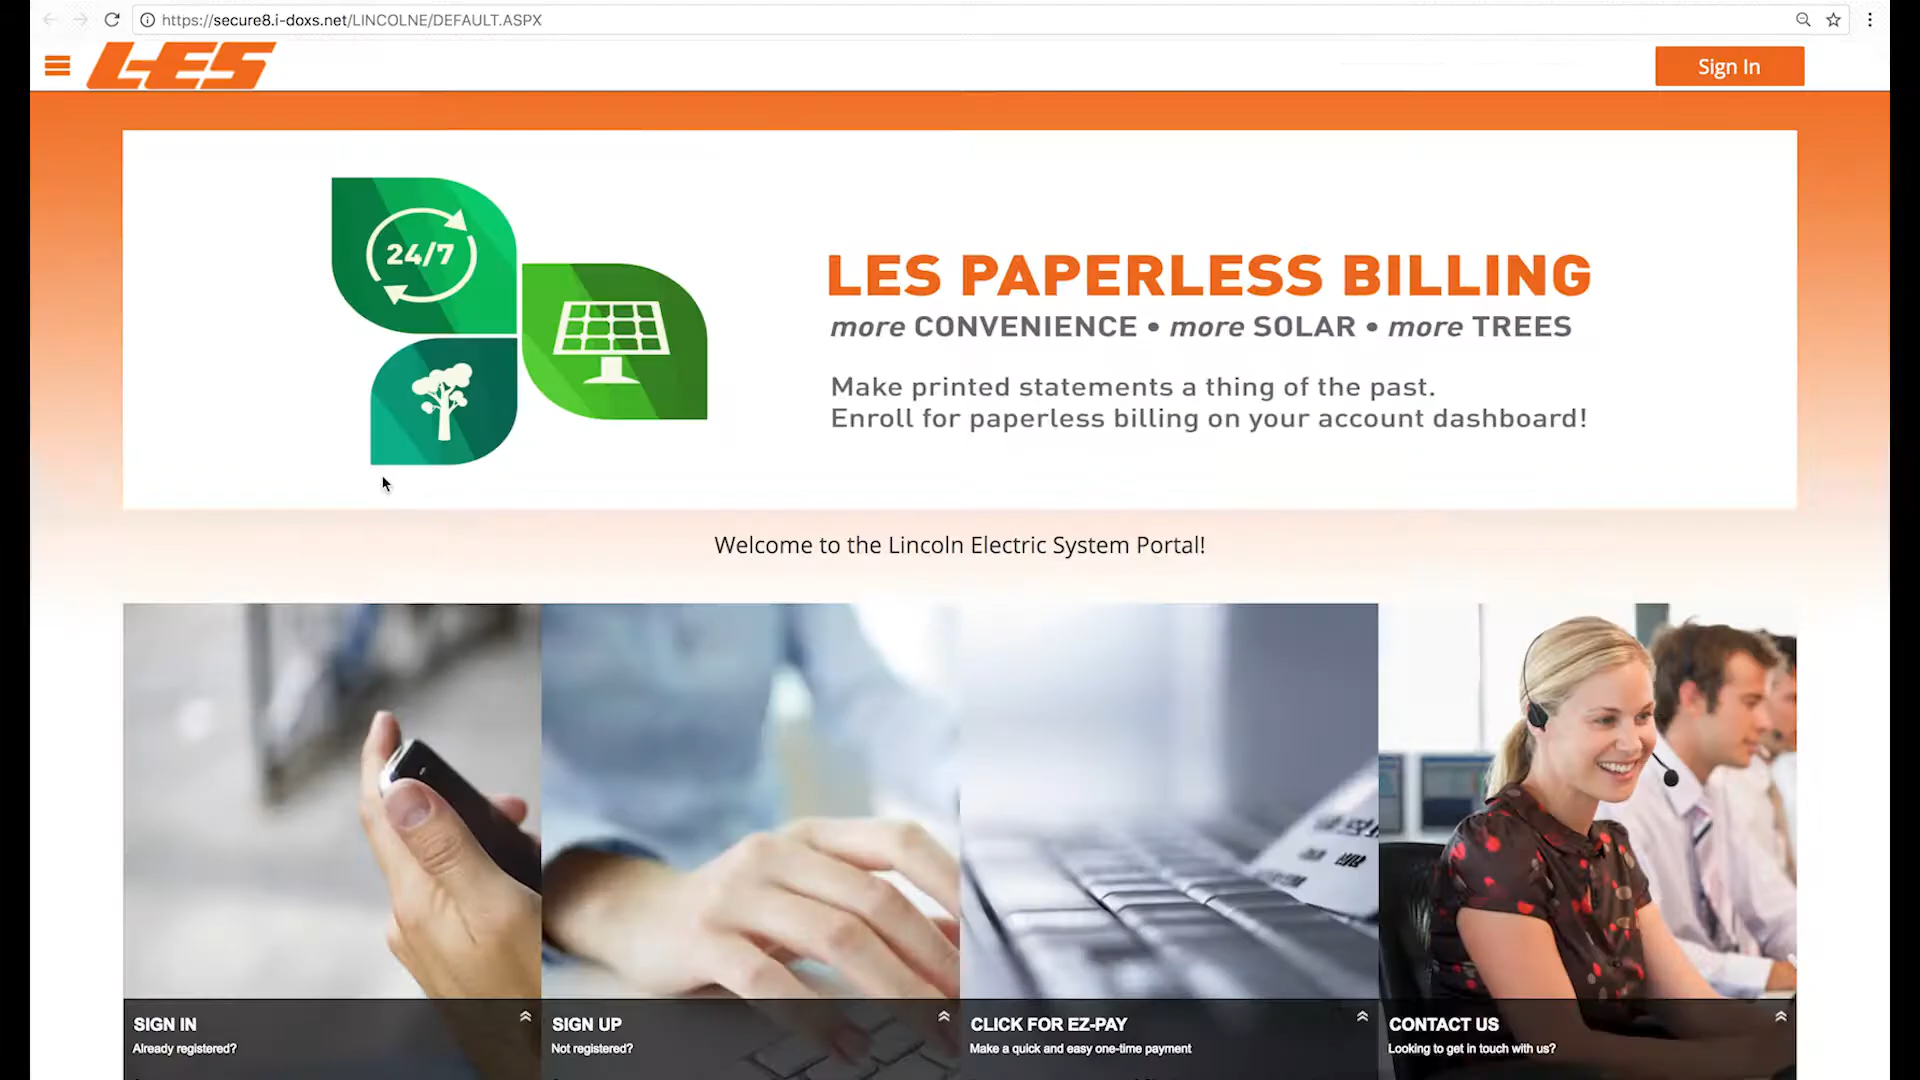 https://secure8.i-doxs.net/LINCOLNE/DEFAULT.ASPX
LES
Sign In
24/7
LES PAPERLESS BILLING
more CONVENIENCE • more SOLAR • more TREES
Make printed statements a thing of the past.
Enroll for paperless billing on your account dashboard!
Welcome to the Lincoln Electric System Portal!
SIGN IN
Already registered?
SIGN UP
Not registered?
CLICK FOR EZ-PAY
Make a quick and easy one-time payment
CONTACT US
Looking to get in touch with us?